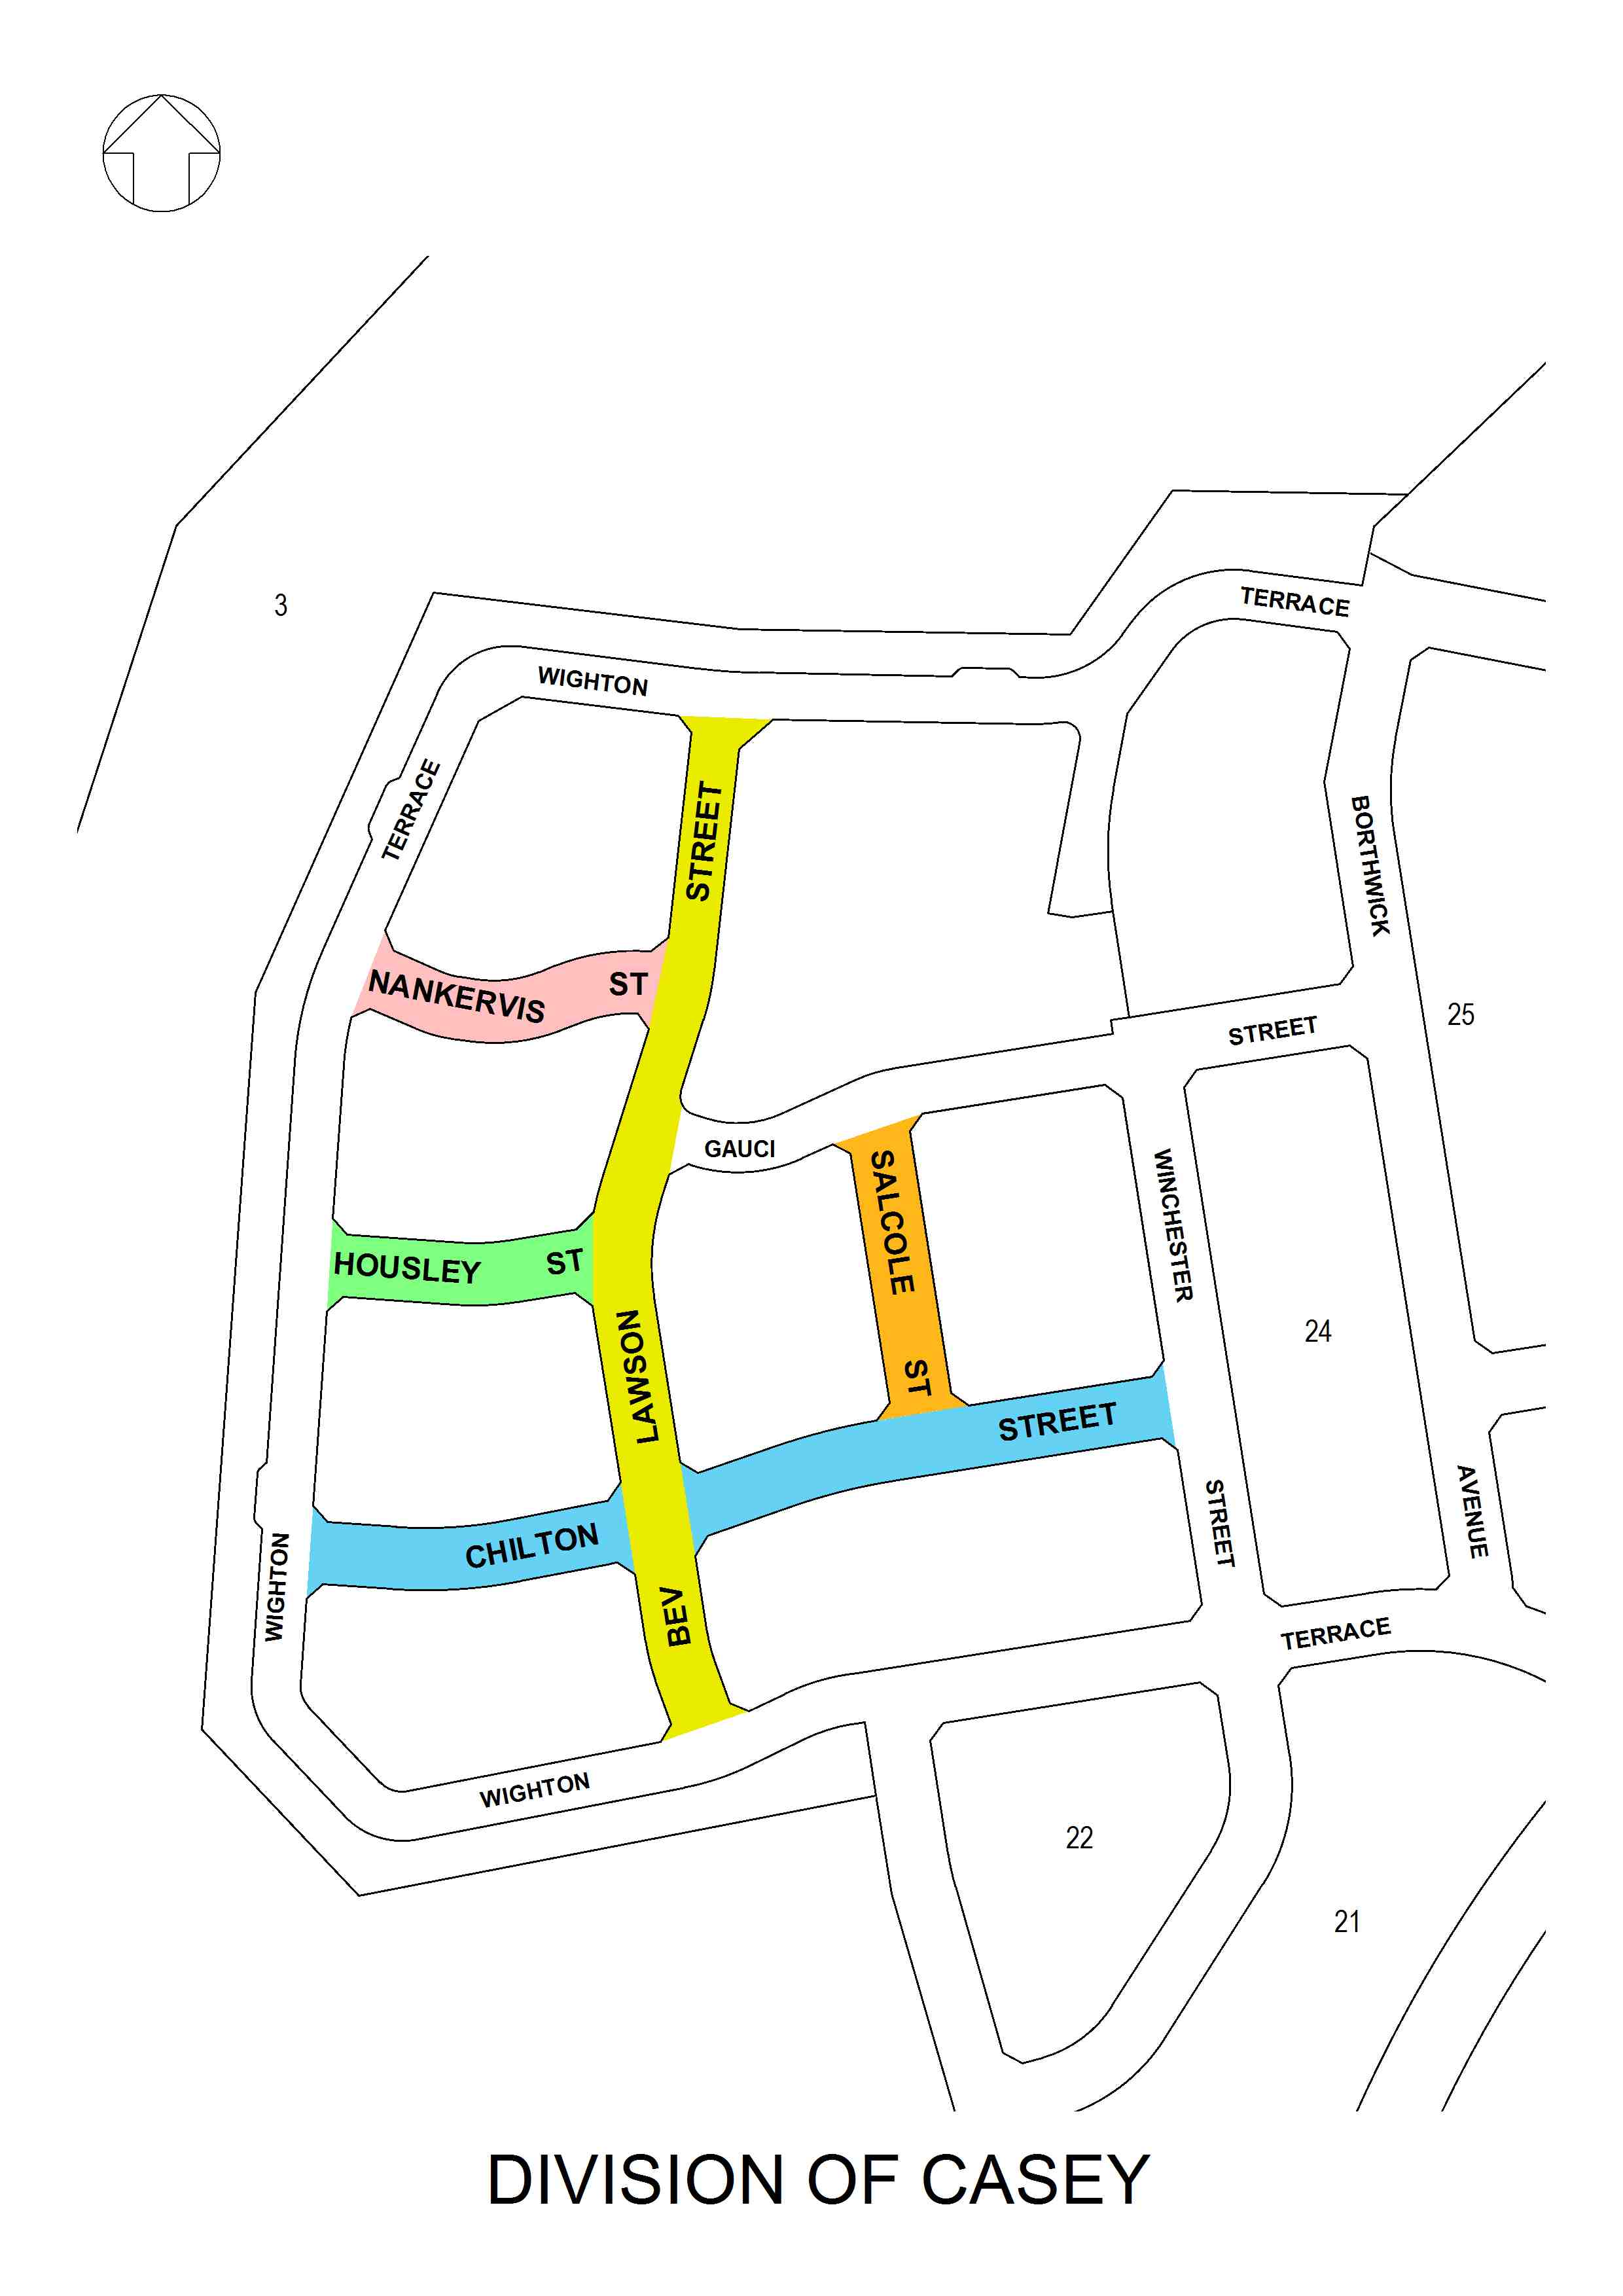 TERRACE
3
WIGHTON
TERRACE
STREET
BORTHWICK
NANKERVIS ST
25
STREET
GAUCI
SALCOLE ST
WINCHESTER
HOUSLEY ST
24
LAWSON
STREET
CHILTON
STREET
AVENUE
WIGHTON
BEV
TERRACE
WIGHTON
22
21
DIVISION OF CASEY